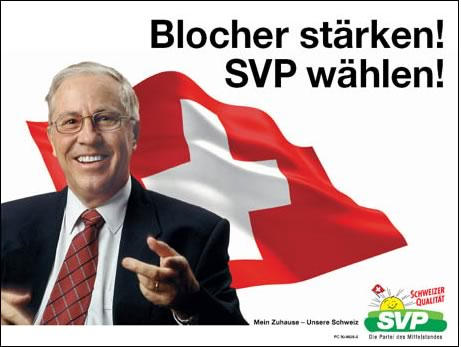 Blocher stärken!
SVP wählen!
SCHWEIZER
QUALITÄT
SVP
Mein Zuhause – Unsere Schweiz
Die Partei des Mittelstandes